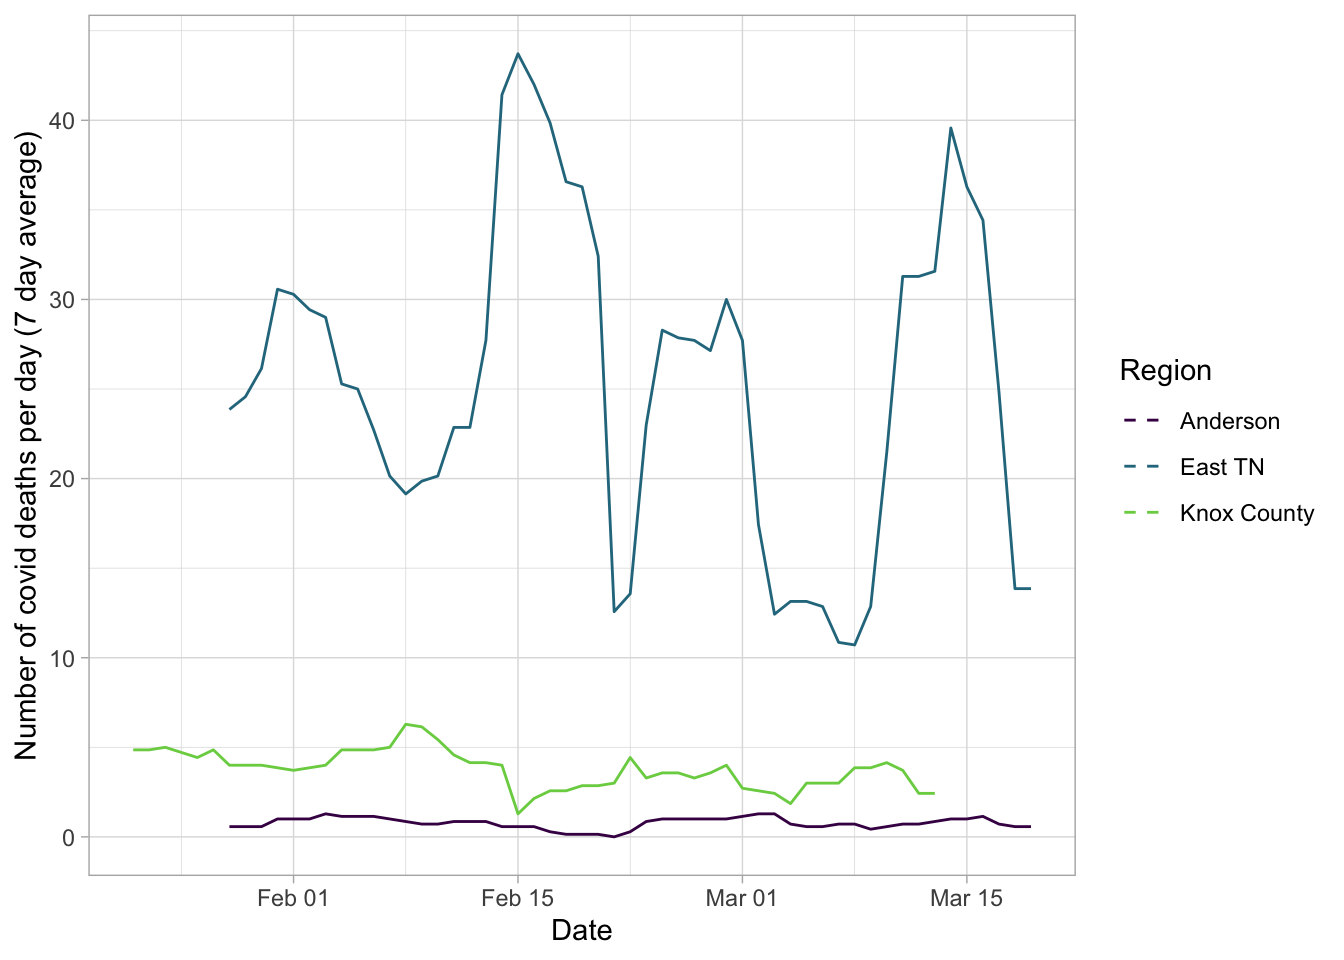 Number of covid deaths per day (7 day average)
40
30
20
10
0
Feb 01
Feb 15
Mar 01
Mar 15
Date
Region
Anderson
East TN
Knox County